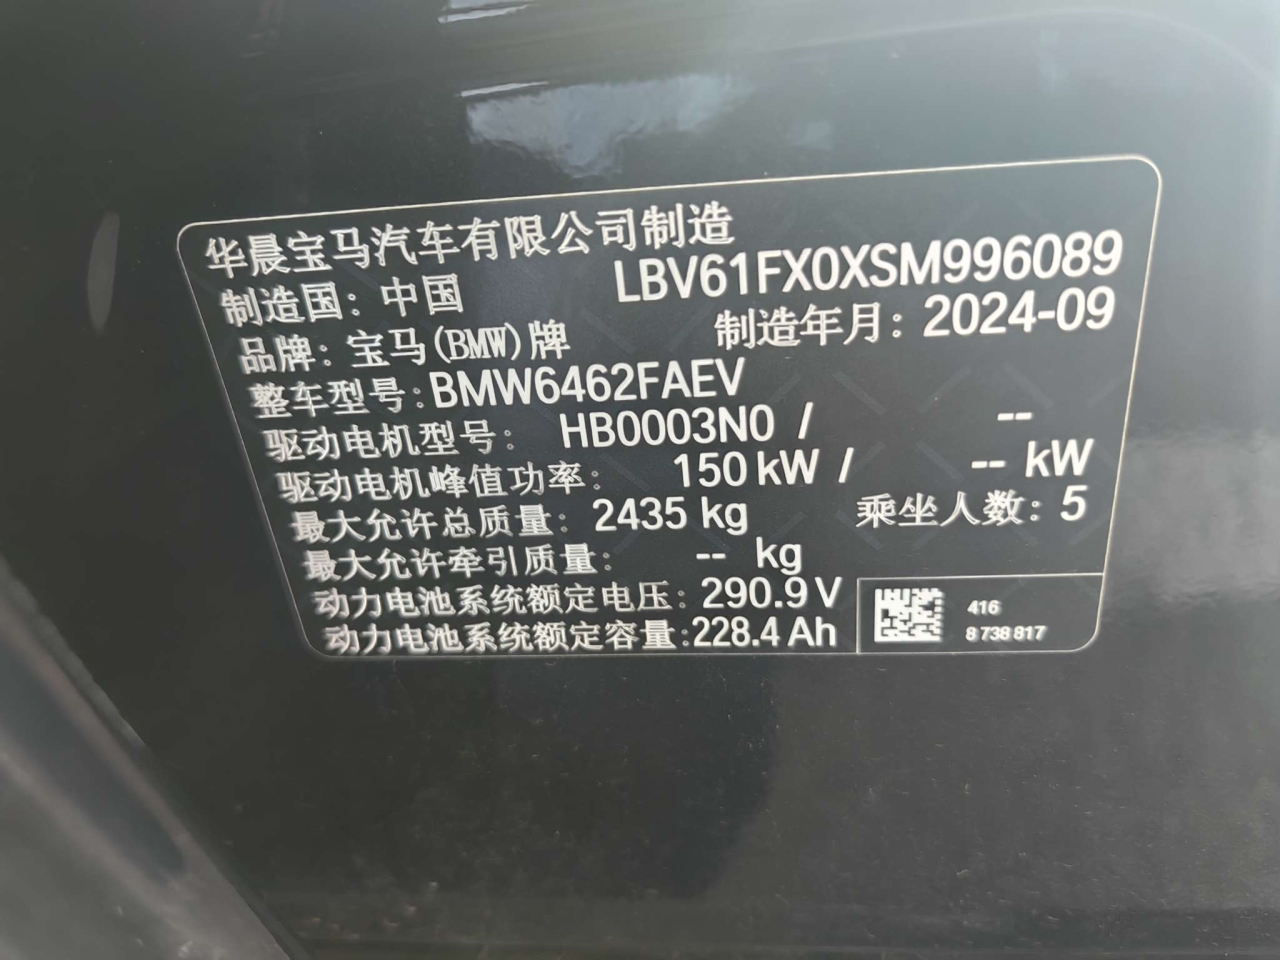 华晨宝马汽车有限公司制造
LBV61FX0XSM996089
制造国：中国
制造年月：2024-09
品牌：宝马(BMW)牌
整车型号：BMW6462FAEV
驱动电机型号： HB0003N0 / --
驱动电机峰值功率： 150 kW / -- kW
最大允许总质量：2435 kg 乘坐人数：5
最大允许牵引质量： -- kg
动力电池系统额定电压：290.9 V
动力电池系统额定容量：228.4 Ah
416
8 738 817